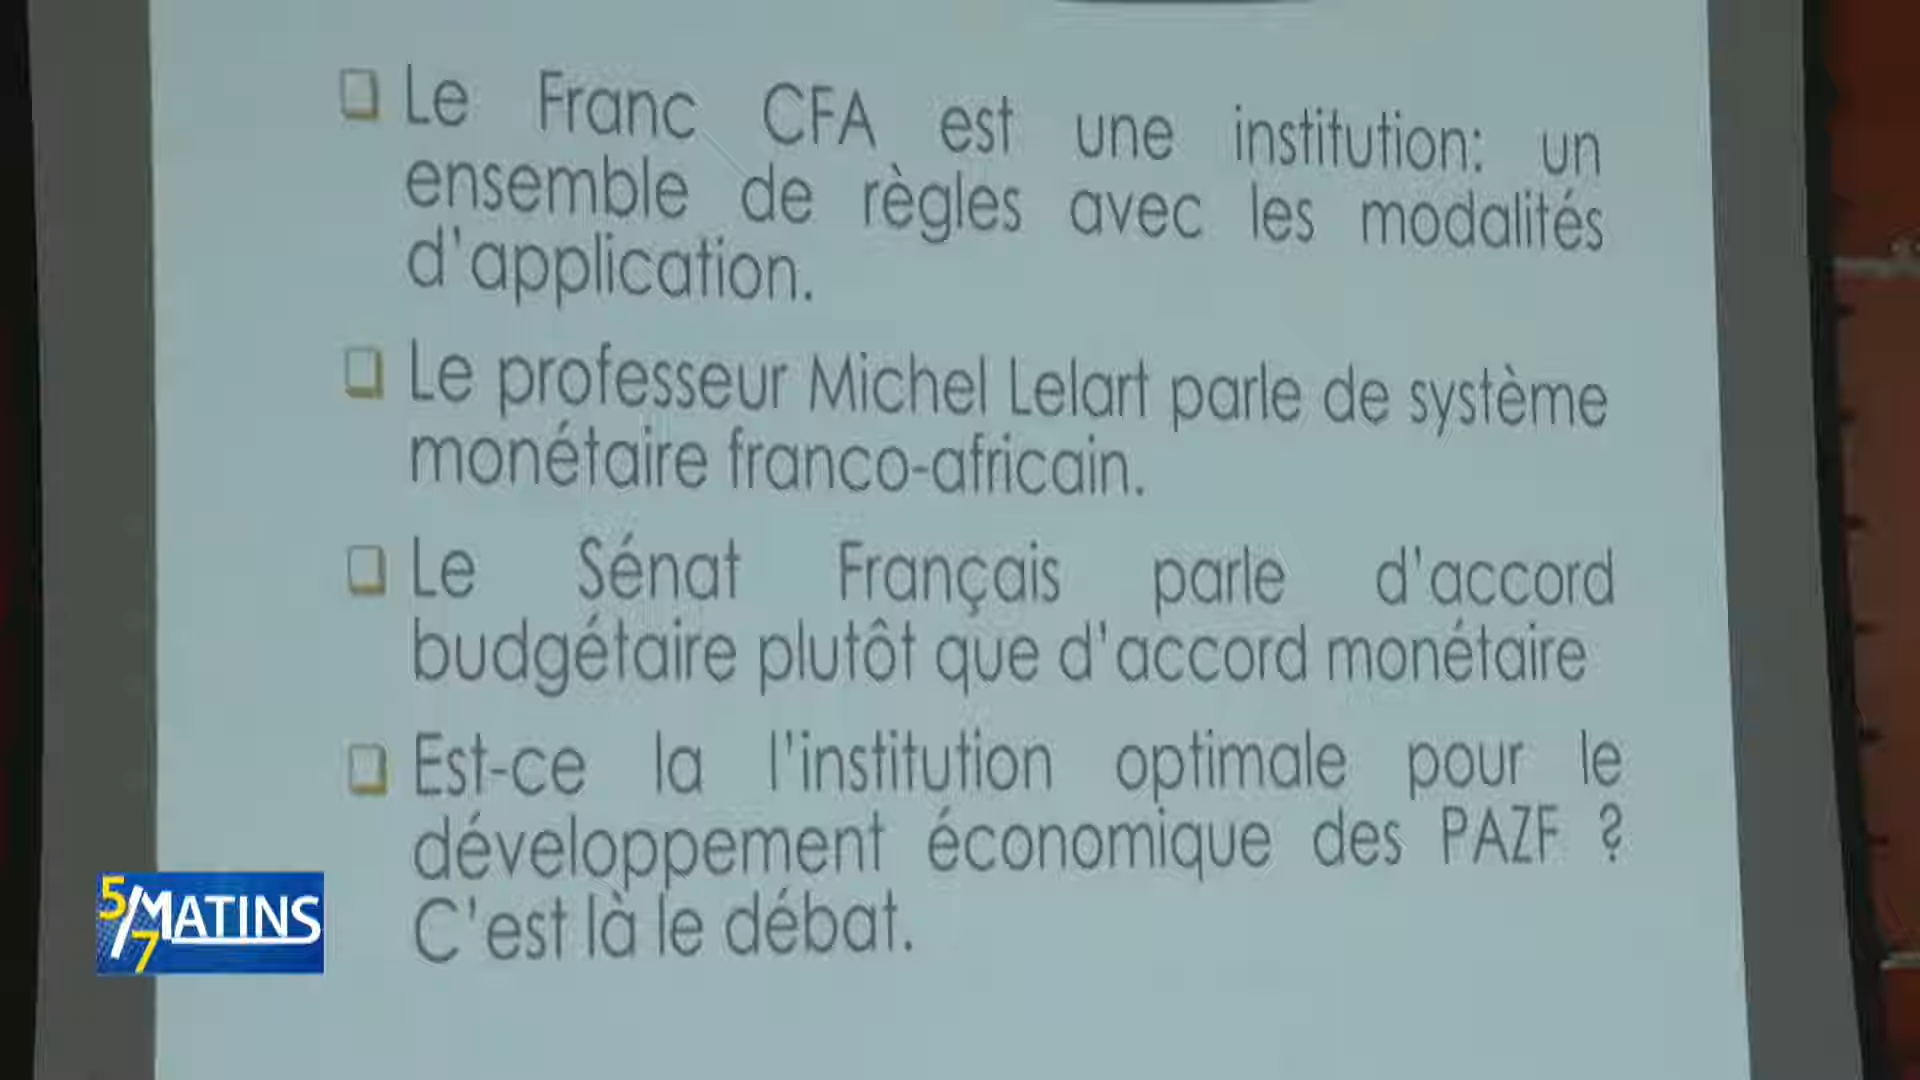 ❑ Le Franc CFA est une institution: un
ensemble de règles avec les modalités
d'application.
❑ Le professeur Michel Lelart parle de système
monétaire franco-africain.
❑ Le Sénat Français parle d'accord
budgétaire plutôt que d'accord monétaire
❑ Est-ce la l'institution optimale pour le
développement économique des PAZF ?
C'est là le débat.
5/7 MATINS